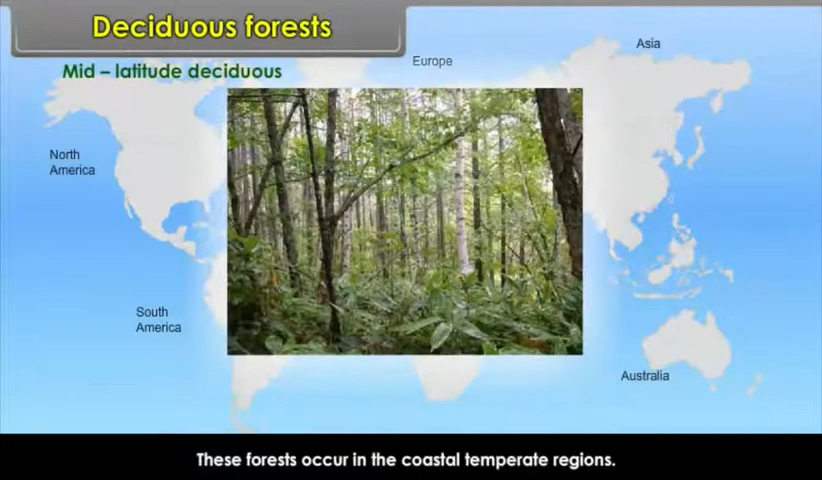 Deciduous forests
Mid – latitude deciduous
Europe
Asia
North
America
South
America
Australia
These forests occur in the coastal temperate regions.